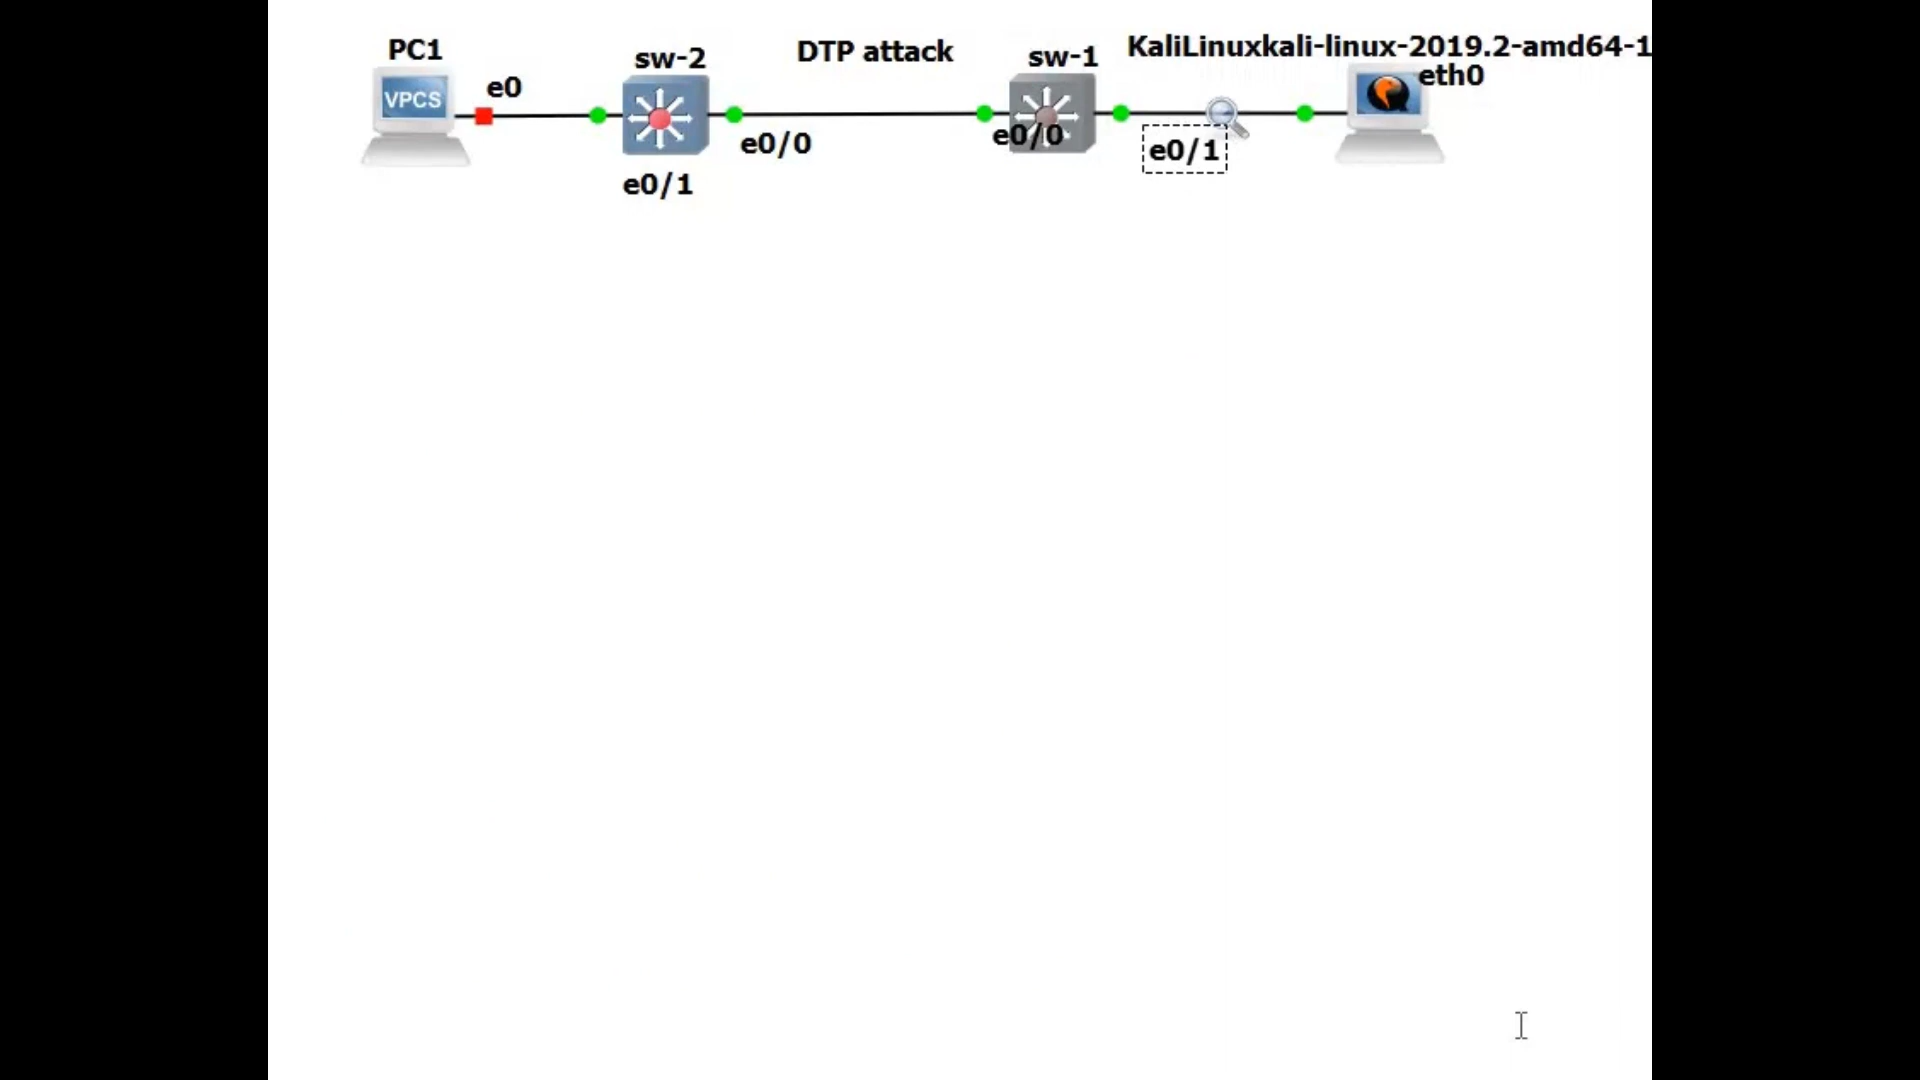 PC1
VPCS
e0
sw-2
e0/1
e0/0
DTP attack
sw-1
e0/0
e0/1
KaliLinuxkali-linux-2019.2-amd64-1
eth0